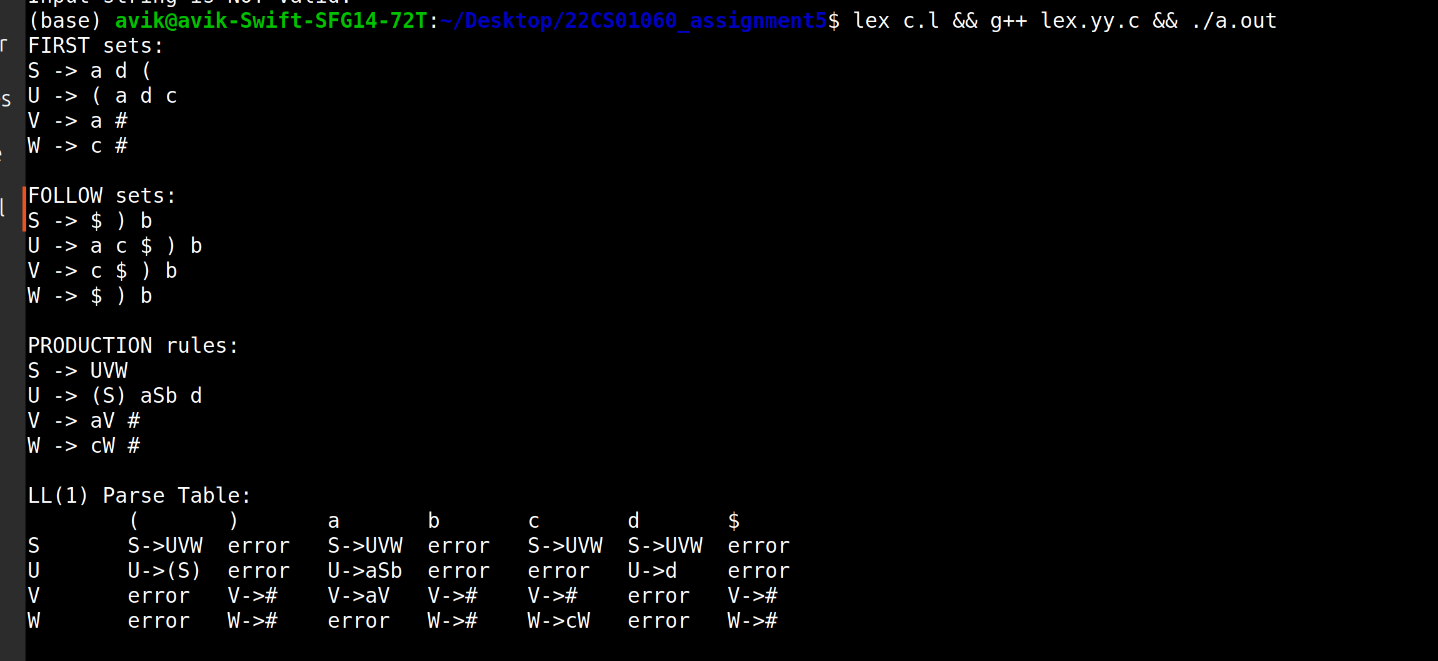 (base) avik@avik-Swift-SFG14-72T:~/Desktop/22CS01060_assignment5$ lex c.l && g++ lex.yy.c && ./a.out
FIRST sets:
S -> a d (
U -> ( a d c
V -> a #
W -> c #
FOLLOW sets:
S -> $ ) b
U -> a c $ ) b
V -> c $ ) b
W -> $ ) b
PRODUCTION rules:
S -> UVW
U -> (S) aSb d
V -> aV #
W -> cW #
LL(1) Parse Table:
( ) a b c d $
S S->UVW error S->UVW error S->UVW S->UVW error
U U->(S) error U->aSb error error U->d error
V error V-># V->aV V-># V-># error V->#
W error W-># error W-># W->cW error W->#